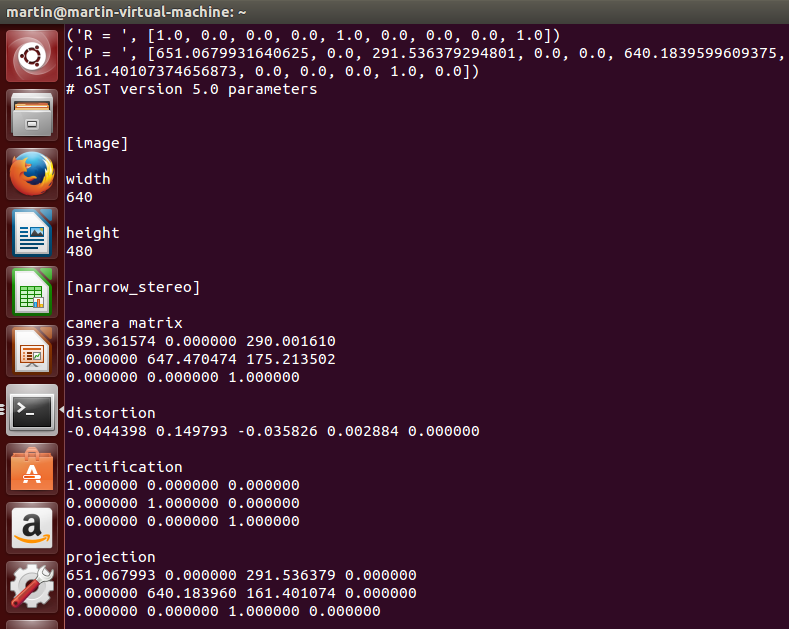 martin@martin-virtual-machine: ~
('R = ', [1.0, 0.0, 0.0, 0.0, 1.0, 0.0, 0.0, 0.0, 1.0])
('P = ', [651.0679931640625, 0.0, 291.536379294801, 0.0, 0.0, 640.1839599609375,
161.40107374656873, 0.0, 0.0, 0.0, 1.0, 0.0])
# oST version 5.0 parameters
[image]
width
640
height
480
[narrow_stereo]
camera matrix
639.361574 0.000000 290.001610
0.000000 647.470474 175.213502
0.000000 0.000000 1.000000
distortion
-0.044398 0.149793 -0.035826 0.002884 0.000000
rectification
1.000000 0.000000 0.000000
0.000000 1.000000 0.000000
0.000000 0.000000 1.000000
projection
651.067993 0.000000 291.536379 0.000000
0.000000 640.183960 161.401074 0.000000
0.000000 0.000000 1.000000 0.000000